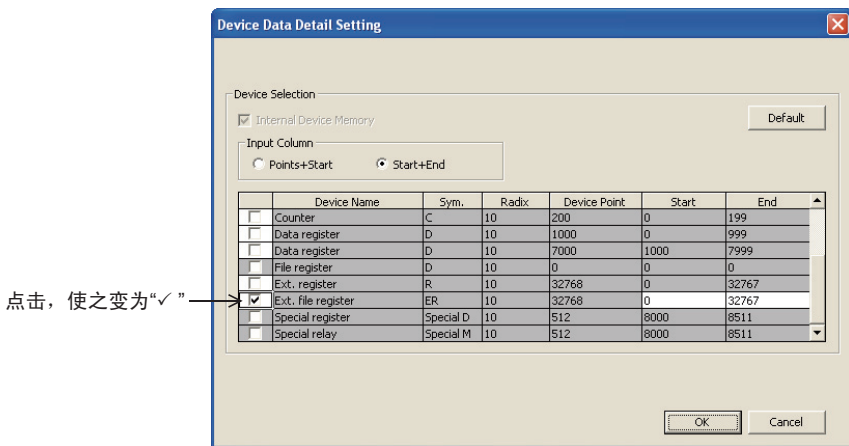 Device Data Detail Setting
Device Selection
Internal Device Memory
Default
Input Column
Points+Start Start+End
Device Name Sym. Radix Device Point Start End
Counter C 10 200 0 199
Data register D 10 1000 0 999
Data register D 10 7000 1000 7999
File register D 10 0 0 0
Ext. register R 10 32768 0 32767
点击，使之变为“✓”
Ext. file register ER 10 32768 0 32767
Special register Special D 10 512 8000 8511
Special relay Special M 10 512 8000 8511
OK Cancel